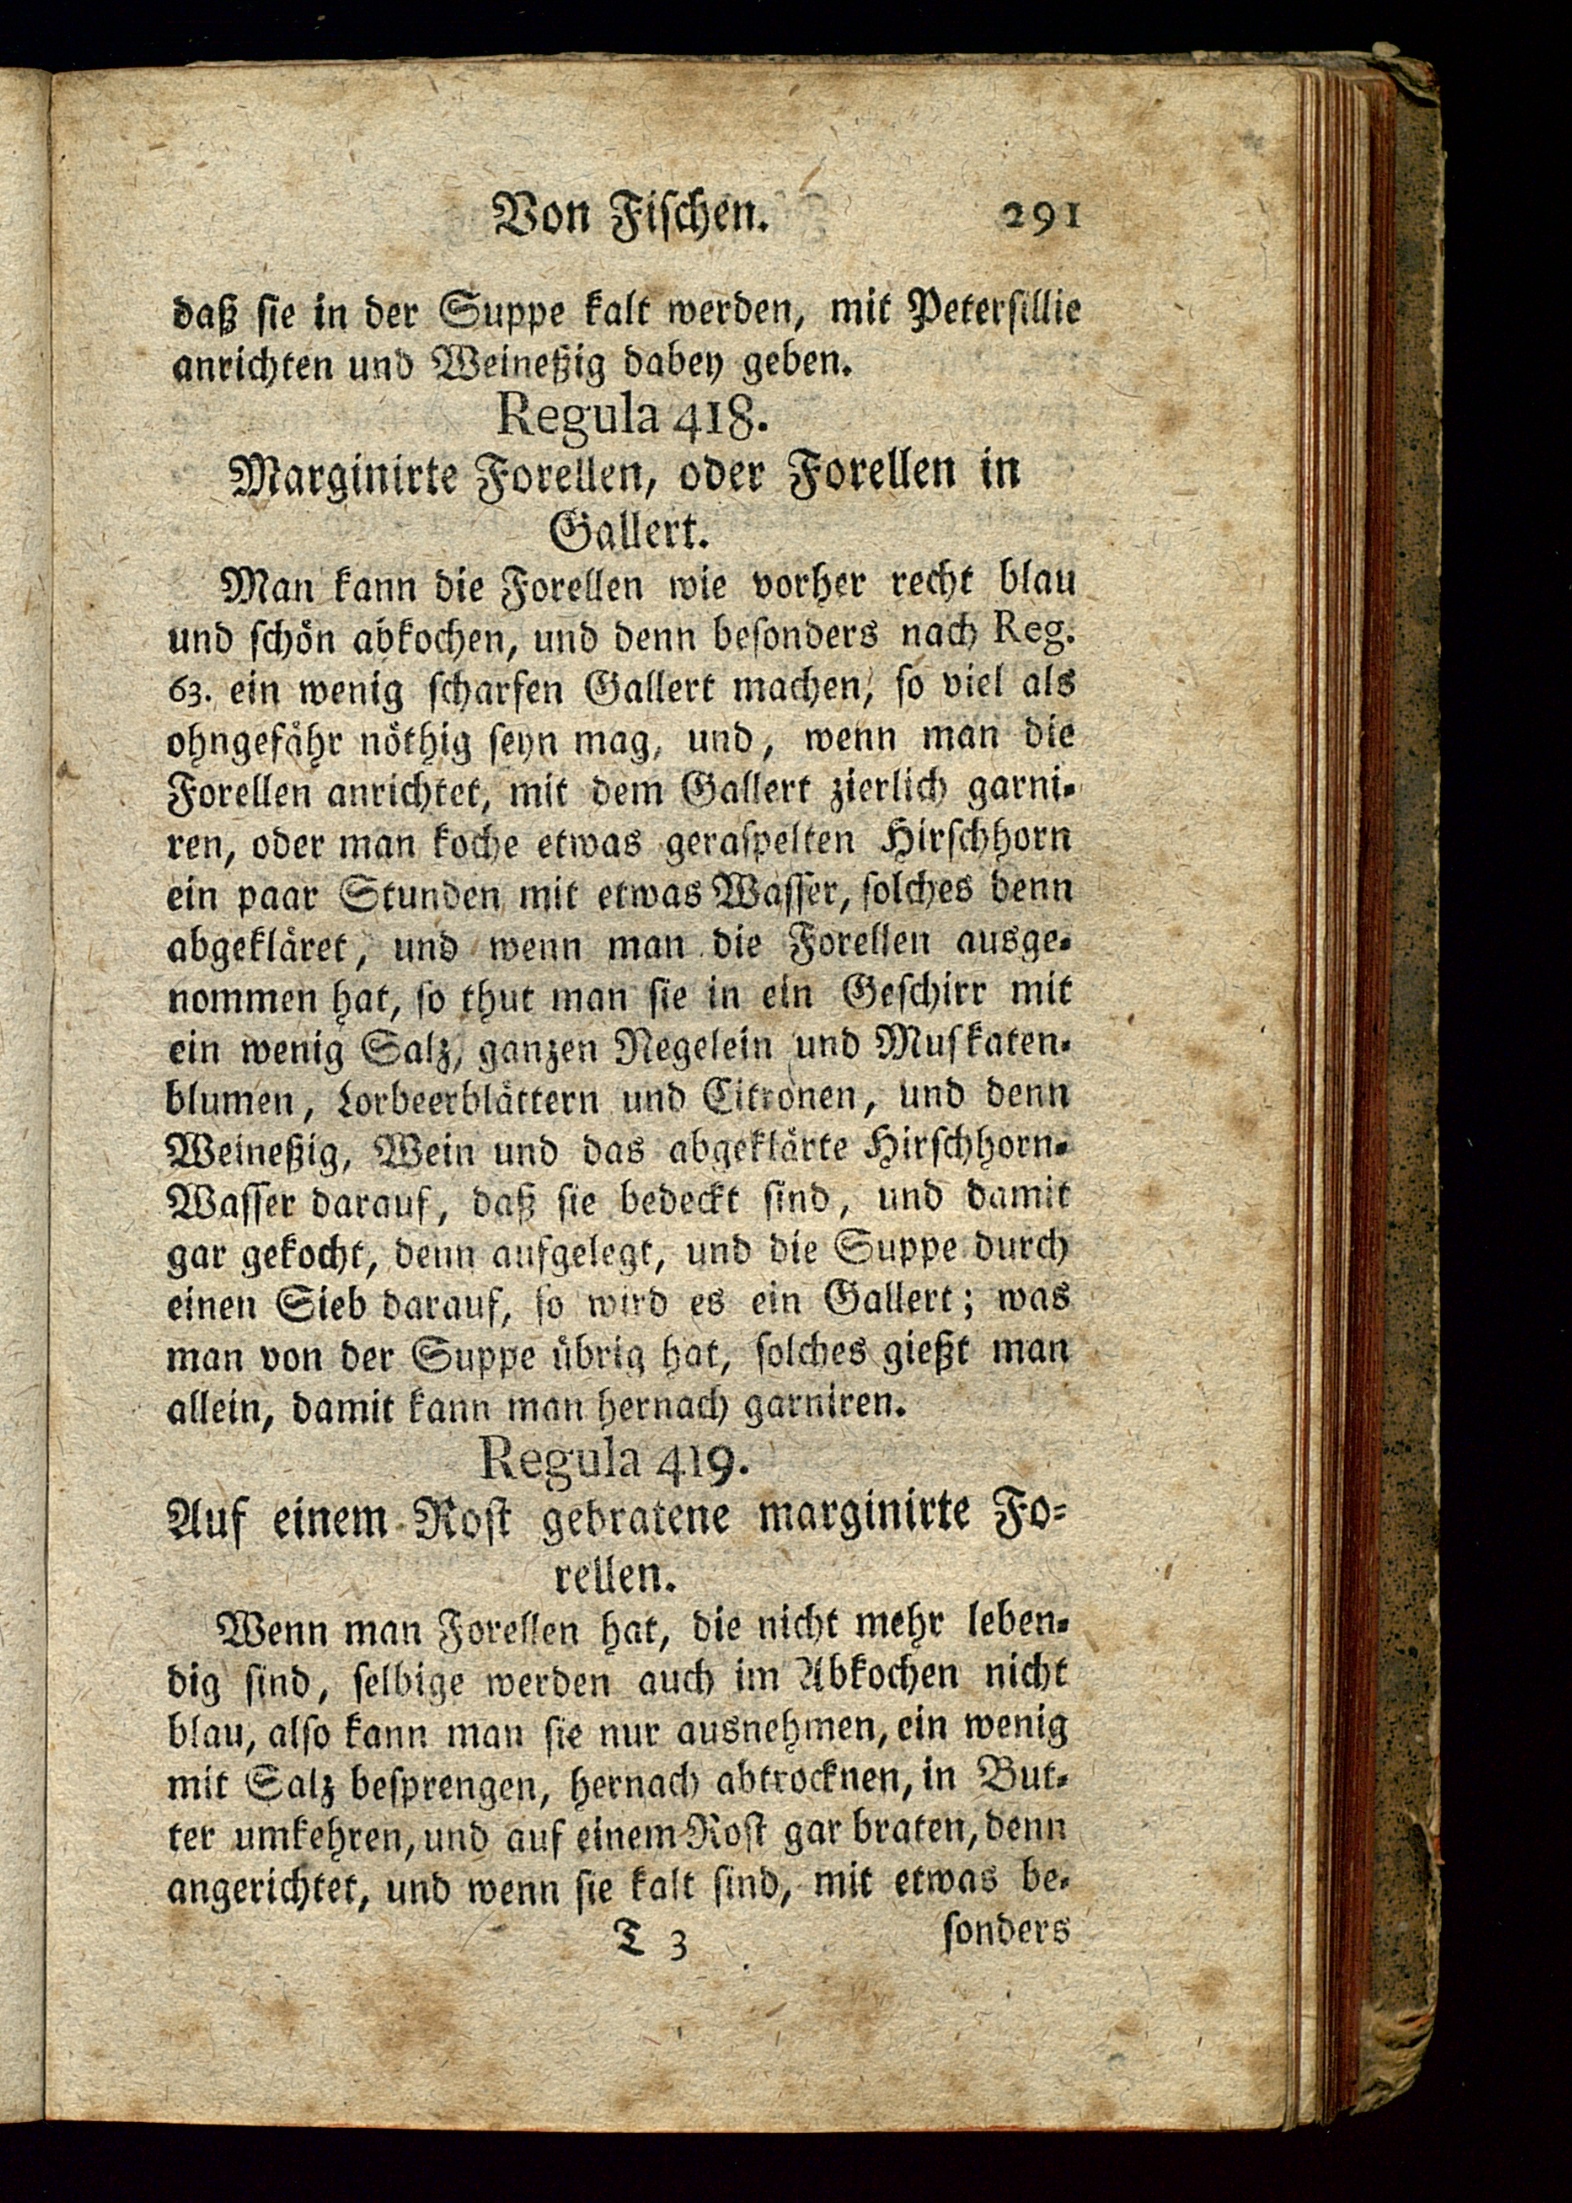 Von Fischen. 291
daß sie in der Suppe kalt werden, mit Petersillie
anrichten und Weineßig dabey geben.
Regula 418.
Marginirte Forellen, oder Forellen in
Gallert.
Man kann die Forellen wie vorher recht blau
und schön abkochen, und denn besonders nach Reg.
63. ein wenig scharfen Gallert machen, so viel als
ohngefähr nöthig seyn mag, und, wenn man die
Forellen anrichtet, mit dem Gallert zierlich garni-
ren, oder man koche etwas geraspelten Hirschhorn
ein paar Stunden mit etwas Wasser, solches denn
abgekläret, und wenn man die Forellen ausge-
nommen hat, so thut man sie in ein Geschirr mit
ein wenig Salz, ganzen Negelein und Muskaten-
blumen, Lorbeerblättern und Citronen, und denn
Weineßig, Wein und das abgeklärte Hirschhorn-
Wasser darauf, daß sie bedeckt sind, und damit
gar gekocht, denn aufgelegt, und die Suppe durch
einen Sieb darauf, so wird es ein Gallert; was
man von der Suppe übrig hat, solches gießt man
allein, damit kann man hernach garniren.
Regula 419.
Auf einem Rost gebratene marginirte Fo-
rellen.
Wenn man Forellen hat, die nicht mehr leben-
dig sind, selbige werden auch im Abkochen nicht
blau, also kann man sie nur ausnehmen, ein wenig
mit Salz besprengen, hernach abtrocknen, in But-
ter umkehren, und auf einem Rost gar braten, denn
angerichtet, und wenn sie kalt sind, mit etwas be-
T 3 sonders